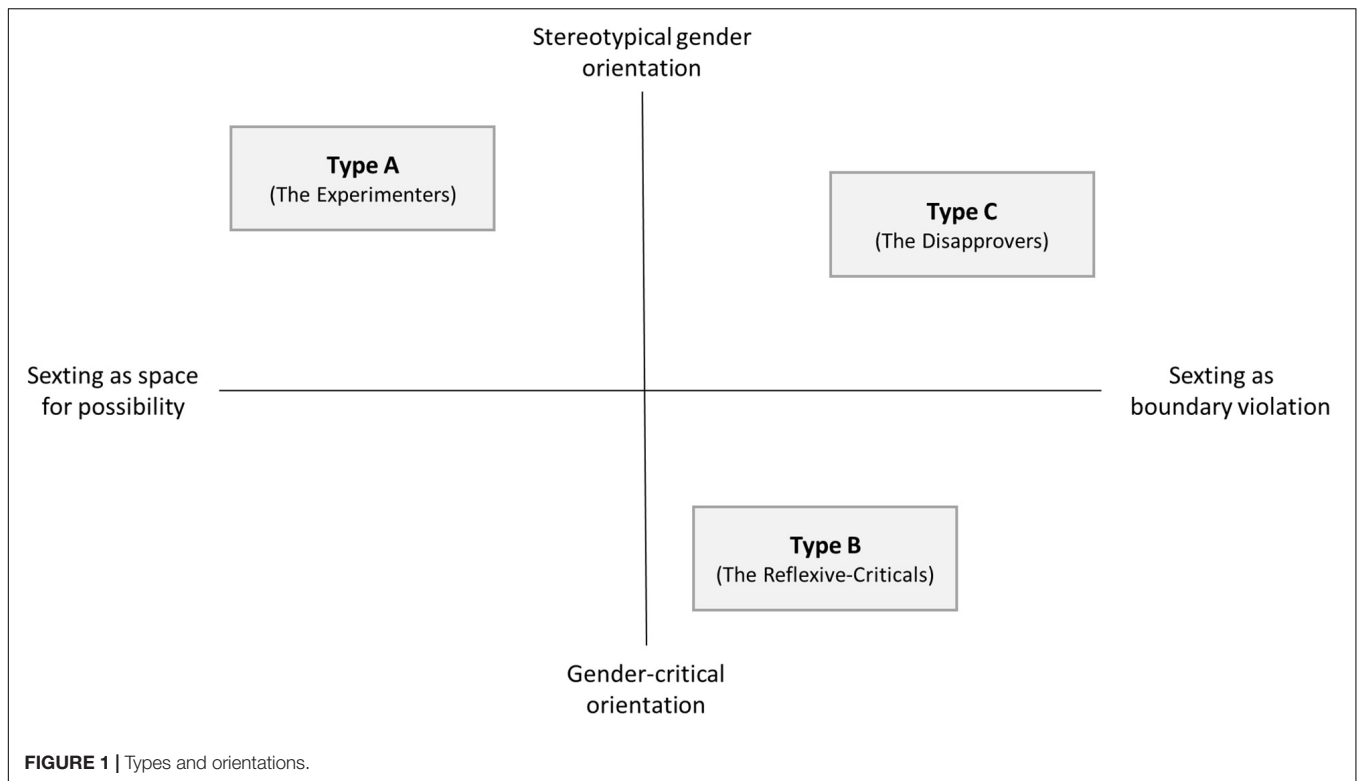 Stereotypical gender
orientation
Type A
(The Experimenters)
Type C
(The Disapprovers)
Sexting as space
for possibility
Sexting as
boundary violation
Type B
(The Reflexive-Criticals)
Gender-critical
orientation
FIGURE 1 | Types and orientations.